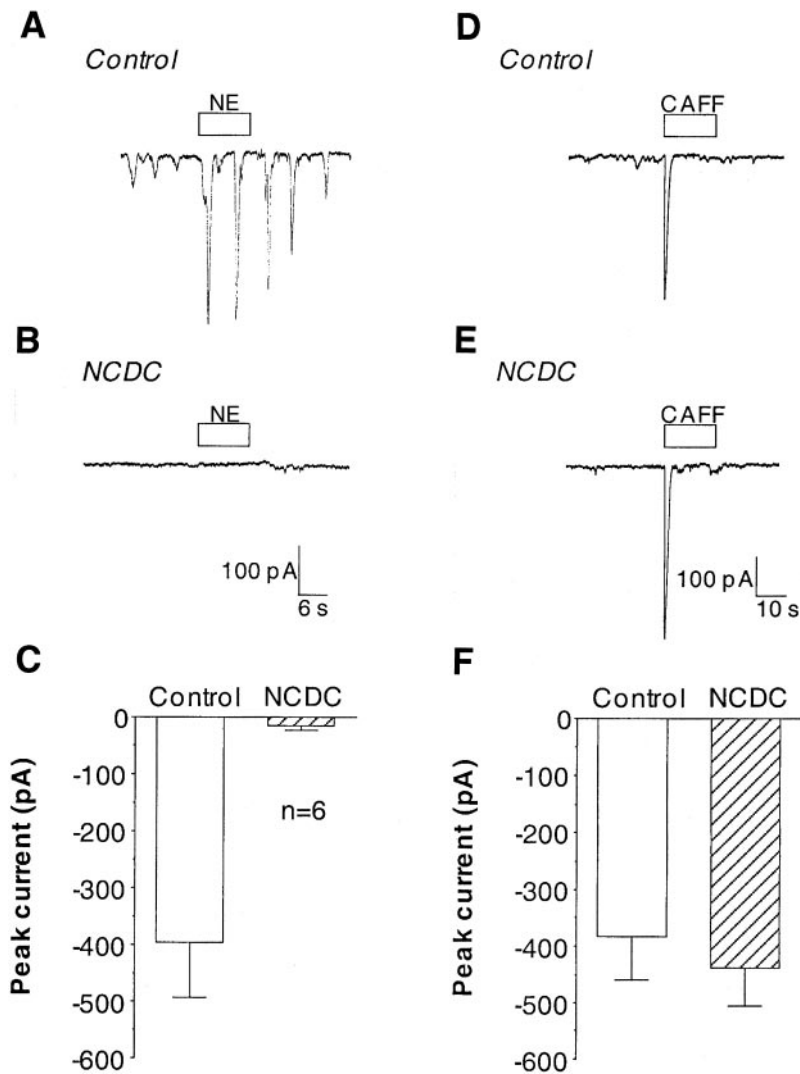 A
Control
NE
B
NCDC
NE
100 pA
6 s
C
Control NCDC
0
-100
-200
-300
-400
-500
-600
Peak current (pA)
n=6
D
Control
CAFF
E
NCDC
CAFF
100 pA
10 s
F
Control NCDC
0
-100
-200
-300
-400
-500
-600
Peak current (pA)